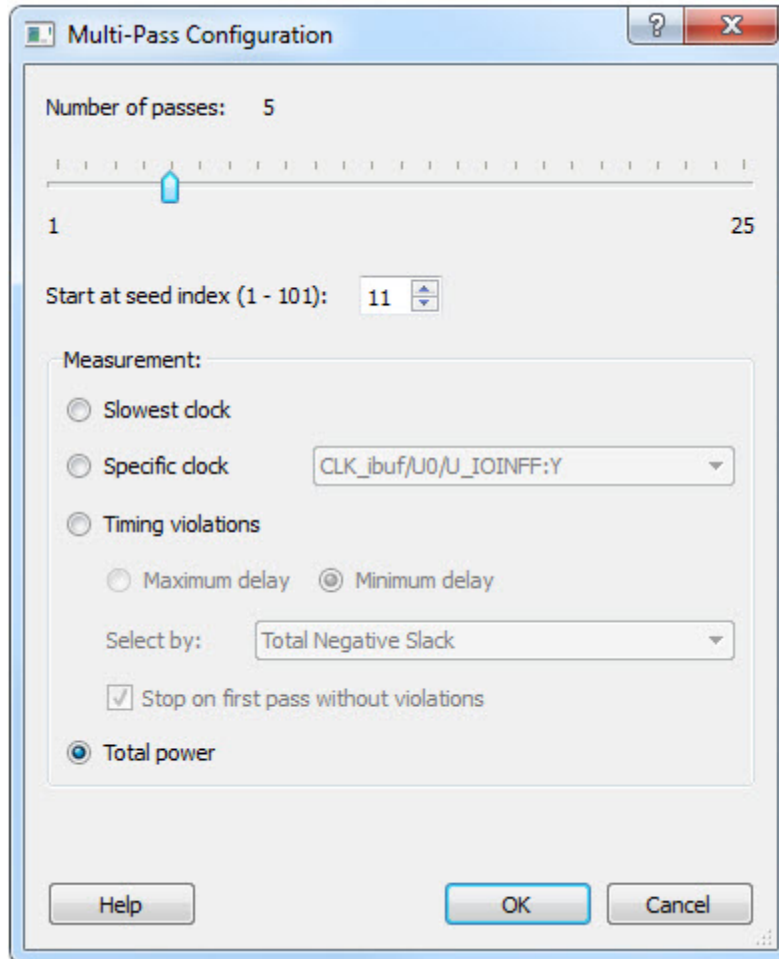 Multi-Pass Configuration
Number of passes: 5
1 25
Start at seed index (1 - 101): 11
Measurement:
Slowest clock
Specific clock CLK_ibuf/U0/U_IOINFF:Y
Timing violations
Maximum delay Minimum delay
Select by: Total Negative Slack
Stop on first pass without violations
Total power
Help OK Cancel